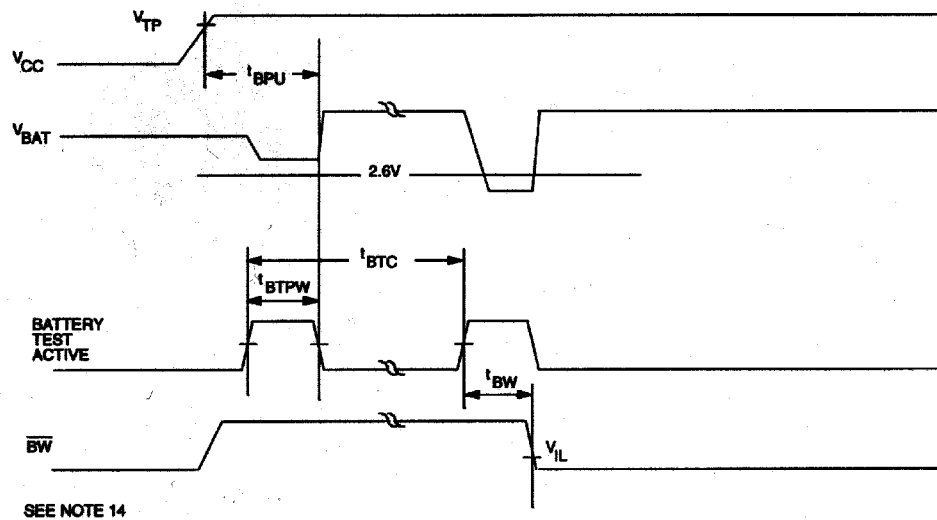 VTP
VCC
tBPU
VBAT
2.6V
tBTC
tBTPW
BATTERY
TEST
ACTIVE
tBW
BW
VIL
SEE NOTE 14